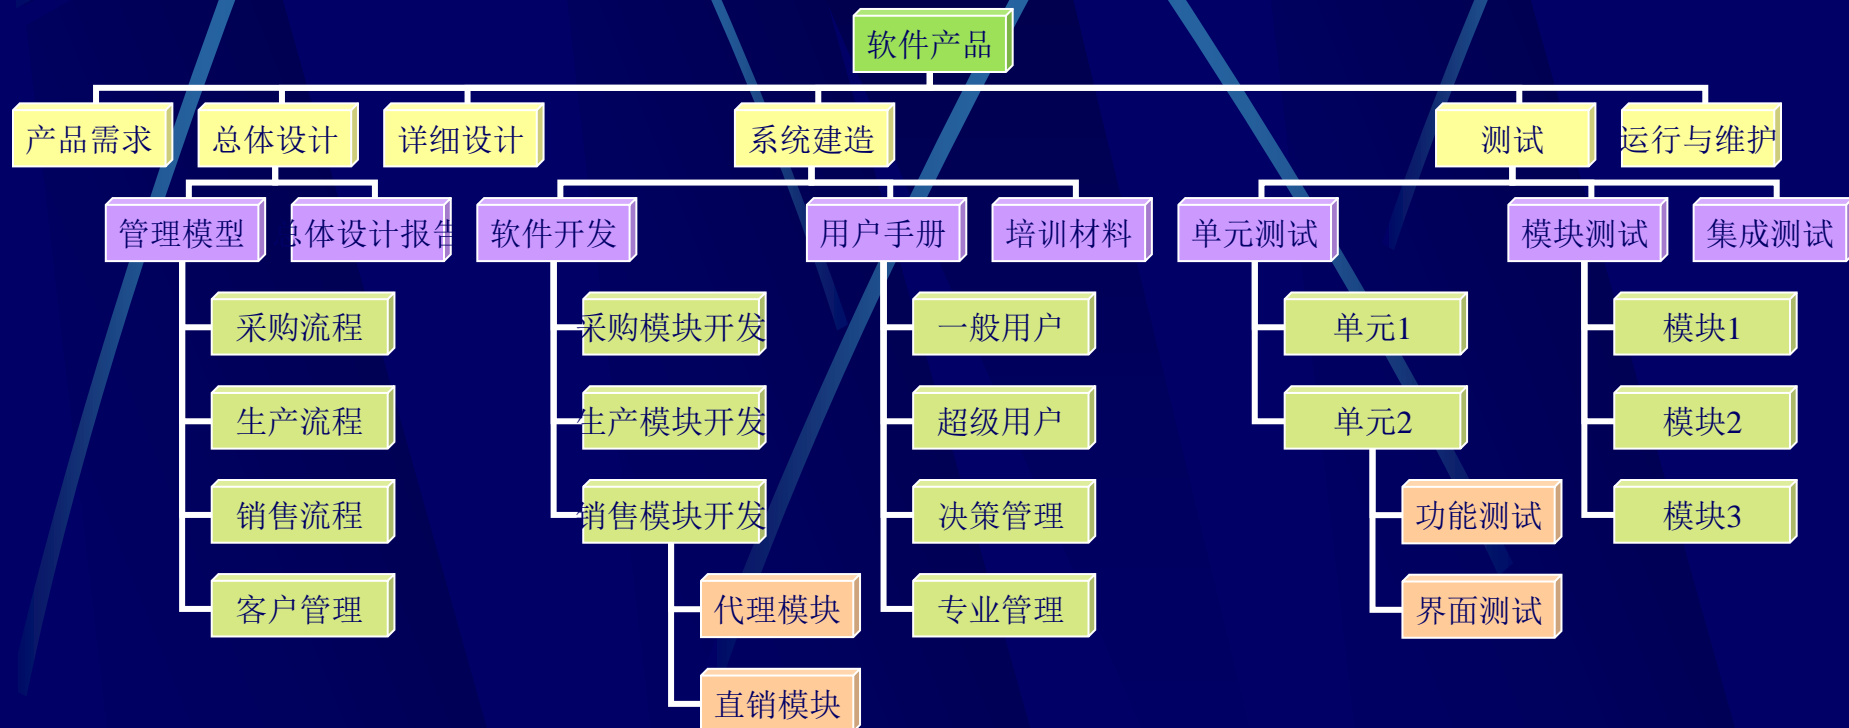 软件产品
产品需求
总体设计
详细设计
系统建造
测试
运行与维护
管理模型
总体设计报告
软件开发
用户手册
培训材料
单元测试
模块测试
集成测试
采购流程
采购模块开发
一般用户
单元1
模块1
生产流程
生产模块开发
超级用户
单元2
模块2
销售流程
销售模块开发
决策管理
功能测试
模块3
客户管理
代理模块
专业管理
界面测试
直销模块